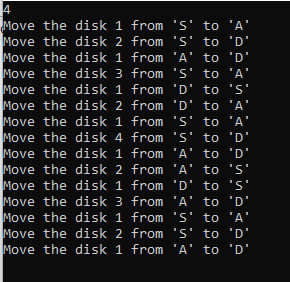 4
Move the disk 1 from 'S' to 'A'
Move the disk 2 from 'S' to 'D'
Move the disk 1 from 'A' to 'D'
Move the disk 3 from 'S' to 'A'
Move the disk 1 from 'D' to 'S'
Move the disk 2 from 'D' to 'A'
Move the disk 1 from 'S' to 'A'
Move the disk 4 from 'S' to 'D'
Move the disk 1 from 'A' to 'D'
Move the disk 2 from 'A' to 'S'
Move the disk 1 from 'D' to 'S'
Move the disk 3 from 'A' to 'D'
Move the disk 1 from 'S' to 'A'
Move the disk 2 from 'S' to 'D'
Move the disk 1 from 'A' to 'D'